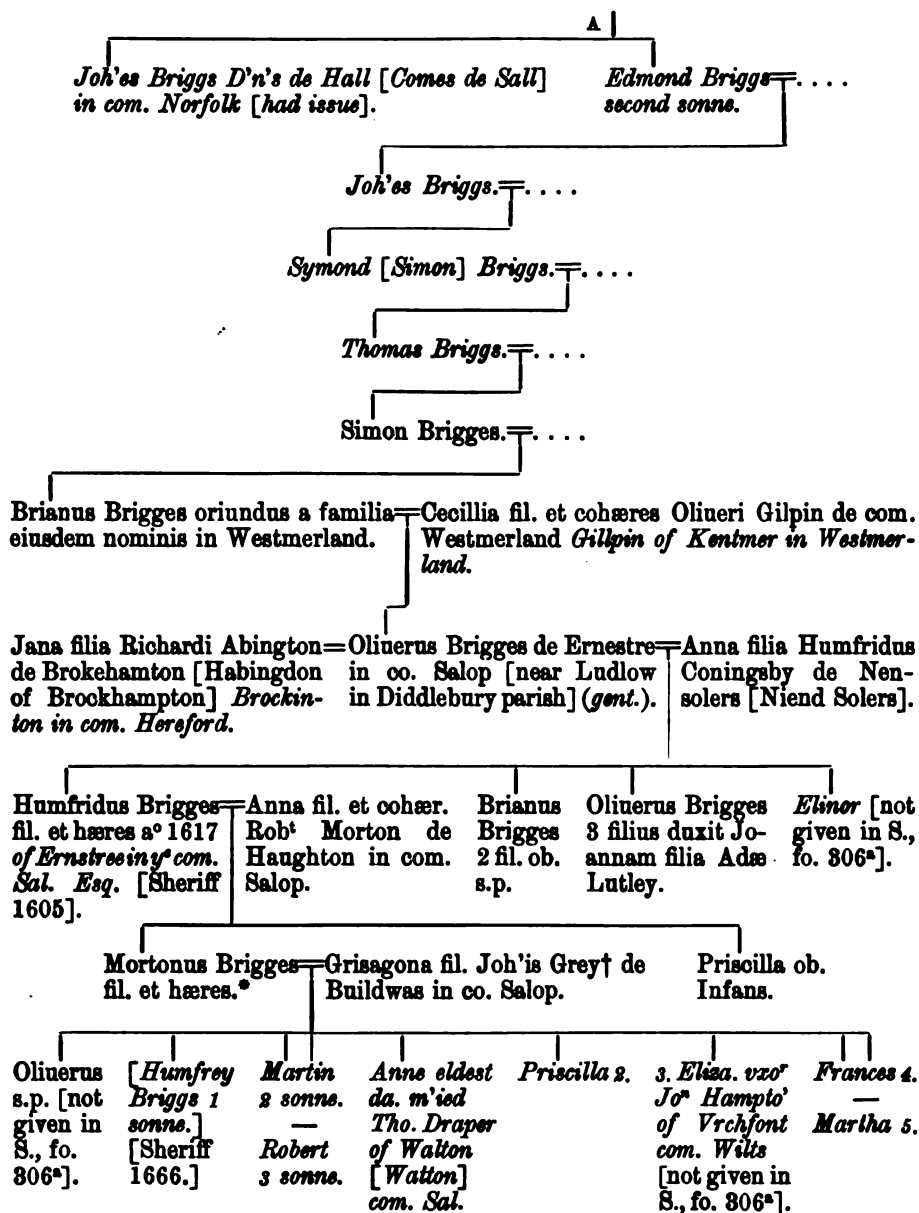 A
Joh'es Briggs D'n's de Hall [Comes de Sall]
in com. Norfolk [had issue].
Edmond Briggs=. . . .
second sonne.
Joh'es Briggs.=. . . .
Symond [Simon] Briggs.=. . . .
Thomas Briggs.=. . . .
Simon Brigges.=. . . .
Brianus Brigges oriundus a familia=
eiusdem nominis in Westmerland.
Cecillia fil. et cohæres Oliueri Gilpin de com.
Westmerland Gillpin of Kentmer in Westmer-
land.
Jana filia Richardi Abington=
de Brokehamton [Habingdon
of Brockhampton] Brockin-
ton in com. Hereford.
Oliuerus Brigges de Ernestre=
in co. Salop [near Ludlow
in Diddlebury parish] (gent.).
Anna filia Humfridus
Coningsby de Nen-
solers [Niend Solers].
Humfridus Brigges=
fil. et hæres aº 1617
of Ernstree in yᵉ com.
Sal. Esq. [Sheriff
1605].
Anna fil. et cohær.
Robᵗ Morton de
Haughton in com.
Salop.
Brianus
Brigges
2 fil. ob.
s.p.
Oliuerus Brigges
3 filius duxit Jo-
annam filia Adæ
Lutley.
Elinor [not
given in S.,
fo. 306ᵃ].
Mortonus Brigges=
fil. et hæres.*
Grisagona fil. Joh'is Grey† de
Buildwas in co. Salop.
Priscilla ob.
Infans.
Oliuerus
s.p. [not
given in
S., fo.
306ᵃ].
[Humfrey
Briggs 1
sonne.]
[Sheriff
1666.]
Martin
2 sonne.
—
Robert
3 sonne.
Anne eldest
da. m'ied
Tho. Draper
of Walton
[Watton]
com. Sal.
Priscilla 2.
3. Eliza. vxoʳ
Joⁿ Hampto'
of Vrchfont
com. Wilts
[not given in
S., fo. 306ᵃ].
Frances 4.
—
Martha 5.